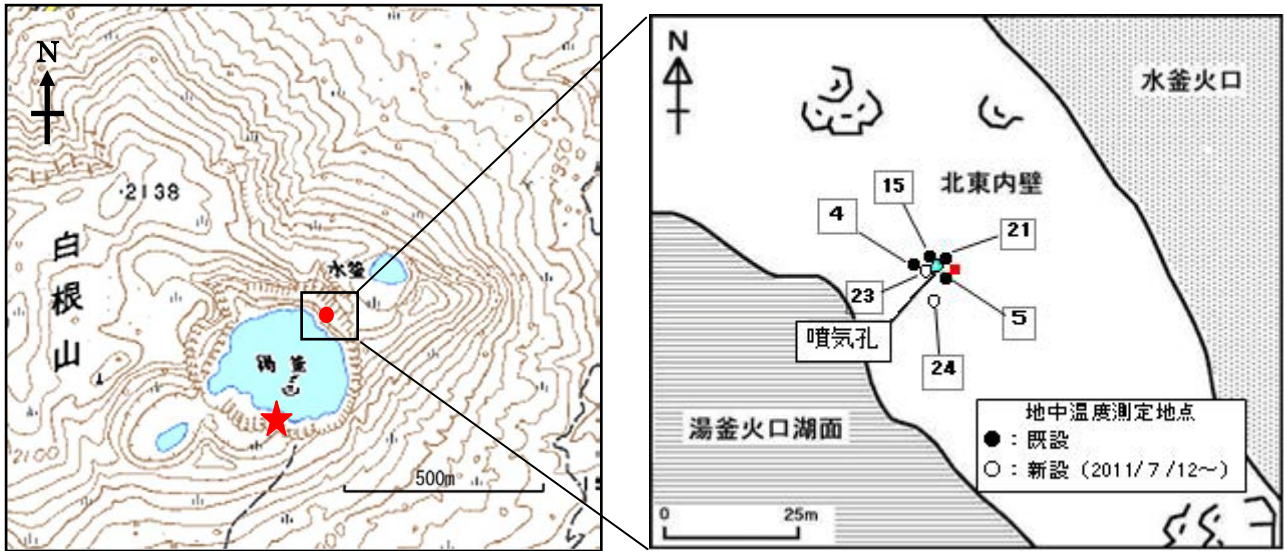 N
2138
白根山
水釜
湯釜
2100
500m
N
水釜火口
北東内壁
15
4
21
23
5
噴気孔
24
湯釜火口湖面
地中温度測定地点
● : 既設
○ : 新設 (2011/7/12~)
0
25m